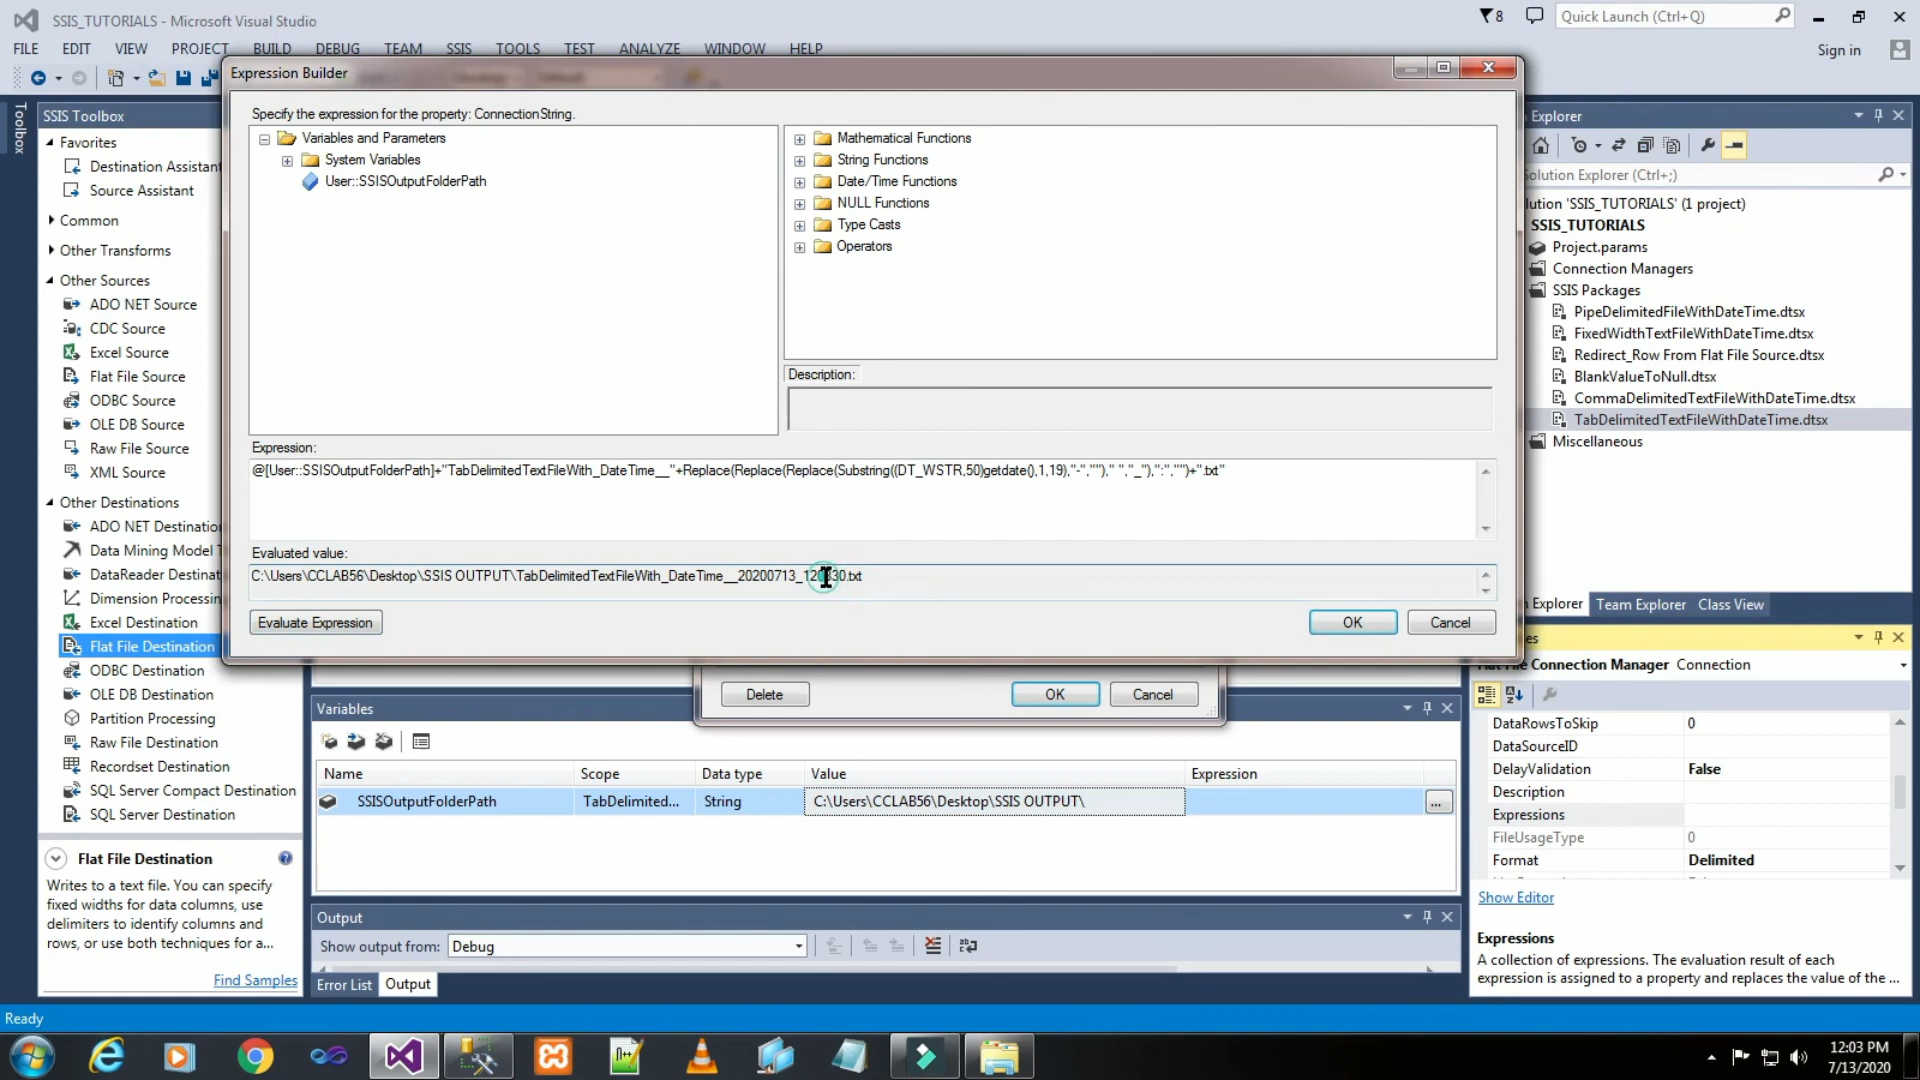 SSIS_TUTORIALS - Microsoft Visual Studio
8
Quick Launch (Ctrl+Q)
FILE EDIT VIEW PROJECT BUILD DEBUG TEAM SSIS TOOLS TEST ANALYZE WINDOW HELP
Sign in
Toolbox
SSIS Toolbox
Favorites
Destination Assistant
Source Assistant
Common
Other Transforms
Other Sources
ADO NET Source
CDC Source
Excel Source
Flat File Source
ODBC Source
OLE DB Source
Raw File Source
XML Source
Other Destinations
ADO NET Destinatio
Data Mining Model T
DataReader Destinat
Dimension Processin
Excel Destination
Flat File Destination
ODBC Destination
OLE DB Destination
Partition Processing
Raw File Destination
Recordset Destination
SQL Server Compact Destination
SQL Server Destination
Flat File Destination
Writes to a text file. You can specify
fixed widths for data columns, use
delimiters to identify columns and
rows, or use both techniques for a...
Find Samples
Expression Builder
Specify the expression for the property: ConnectionString.
Variables and Parameters
System Variables
User::SSISOutputFolderPath
Mathematical Functions
String Functions
Date/Time Functions
NULL Functions
Type Casts
Operators
Description:
Expression:
@[User::SSISOutputFolderPath]+"TabDelimitedTextFileWith_DateTime__"+Replace(Replace(Replace(Substring((DT_WSTR,50)getdate(),1,19),"-","")," ","_"),":","")+".txt"
Evaluated value:
Evaluate Expression
OK
Cancel
Delete
OK
Cancel
Variables
Name Scope Data type Value Expression
SSISOutputFolderPath TabDelimited... String C:\Users\CCLAB56\Desktop\SSIS OUTPUT\ ...
Output
Show output from: Debug
Error List Output
Explorer
Solution Explorer (Ctrl+;)
lution 'SSIS_TUTORIALS' (1 project)
SSIS_TUTORIALS
Project.params
Connection Managers
SSIS Packages
PipeDelimitedFileWithDateTime.dtsx
FixedWidthTextFileWithDateTime.dtsx
Redirect_Row From Flat File Source.dtsx
BlankValueToNull.dtsx
CommaDelimitedTextFileWithDateTime.dtsx
TabDelimitedTextFileWithDateTime.dtsx
Miscellaneous
n Explorer Team Explorer Class View
es
Flat File Connection Manager Connection
DataRowsToSkip 0
DataSourceID
DelayValidation False
Description
Expressions
FileUsageType 0
Format Delimited
Show Editor
Expressions
A collection of expressions. The evaluation result of each
expression is assigned to a property and replaces the value of the ...
Ready
12:03 PM
7/13/2020